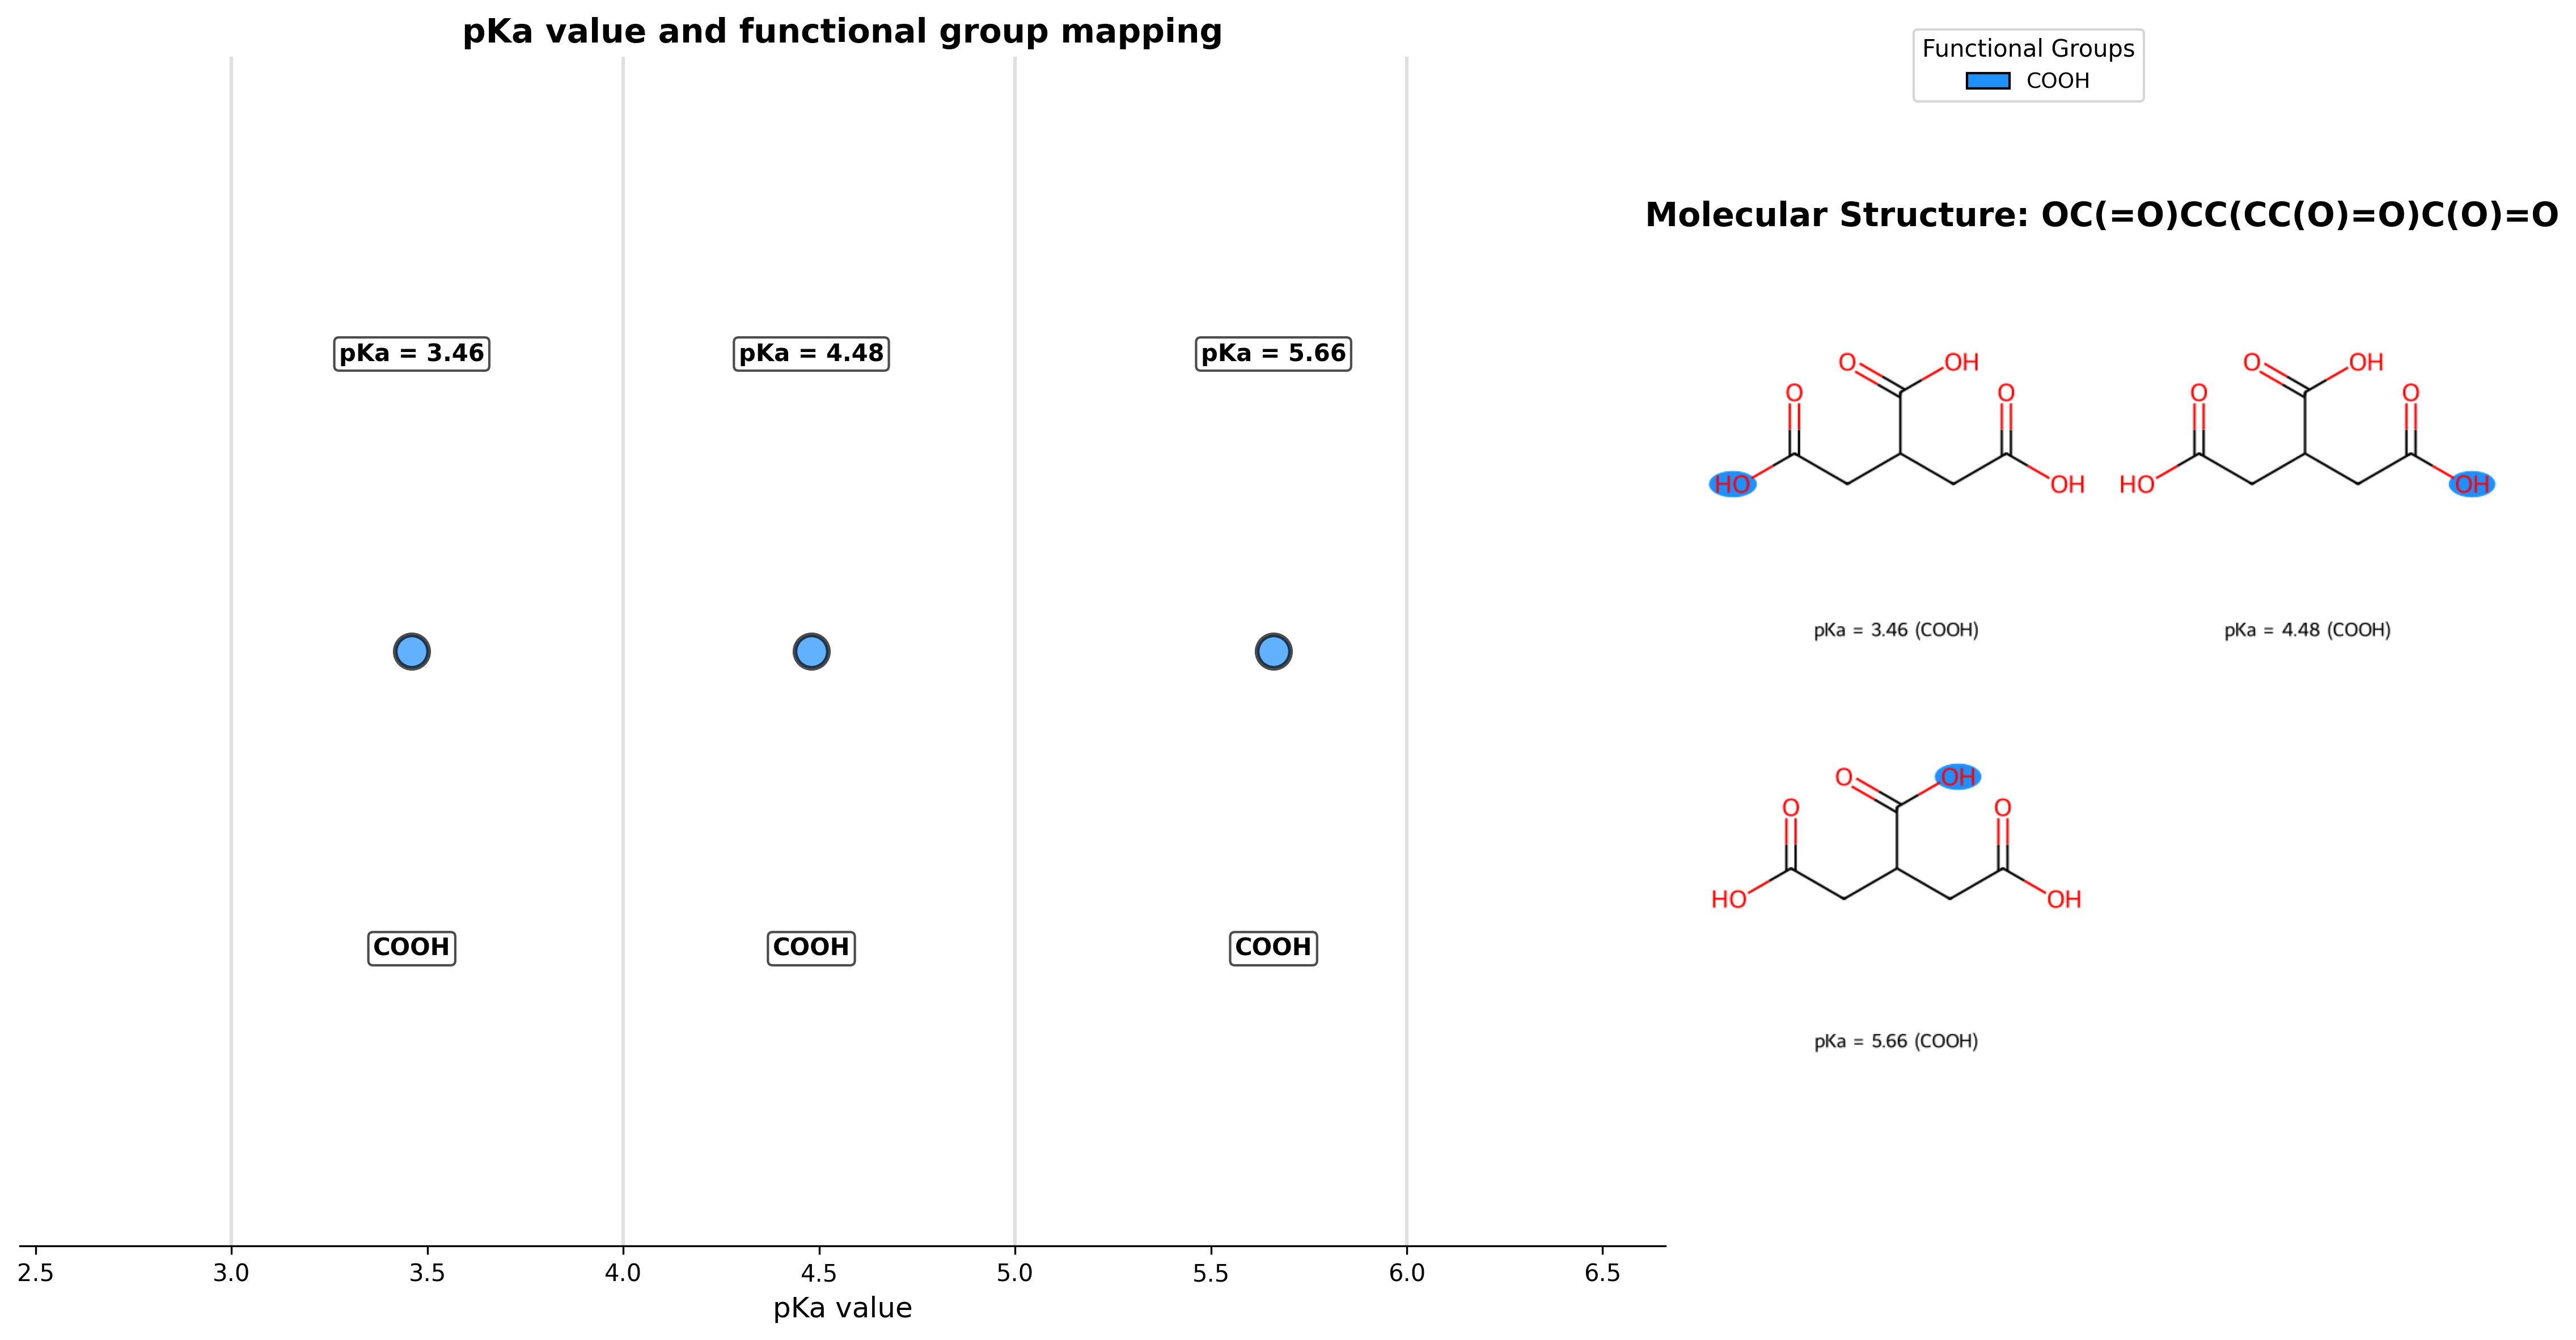 pKa value and functional group mapping
pKa = 3.46
pKa = 4.48
pKa = 5.66
COOH
COOH
COOH
2.5
3.0
3.5
4.0
4.5
5.0
5.5
6.0
6.5
pKa value
Functional Groups
COOH
Molecular Structure: OC(=O)CC(CC(O)=O)C(O)=O
O
OH
O
O
HO
OH
pKa = 3.46 (COOH)
O
OH
O
O
HO
OH
pKa = 4.48 (COOH)
O
OH
O
O
HO
OH
pKa = 5.66 (COOH)